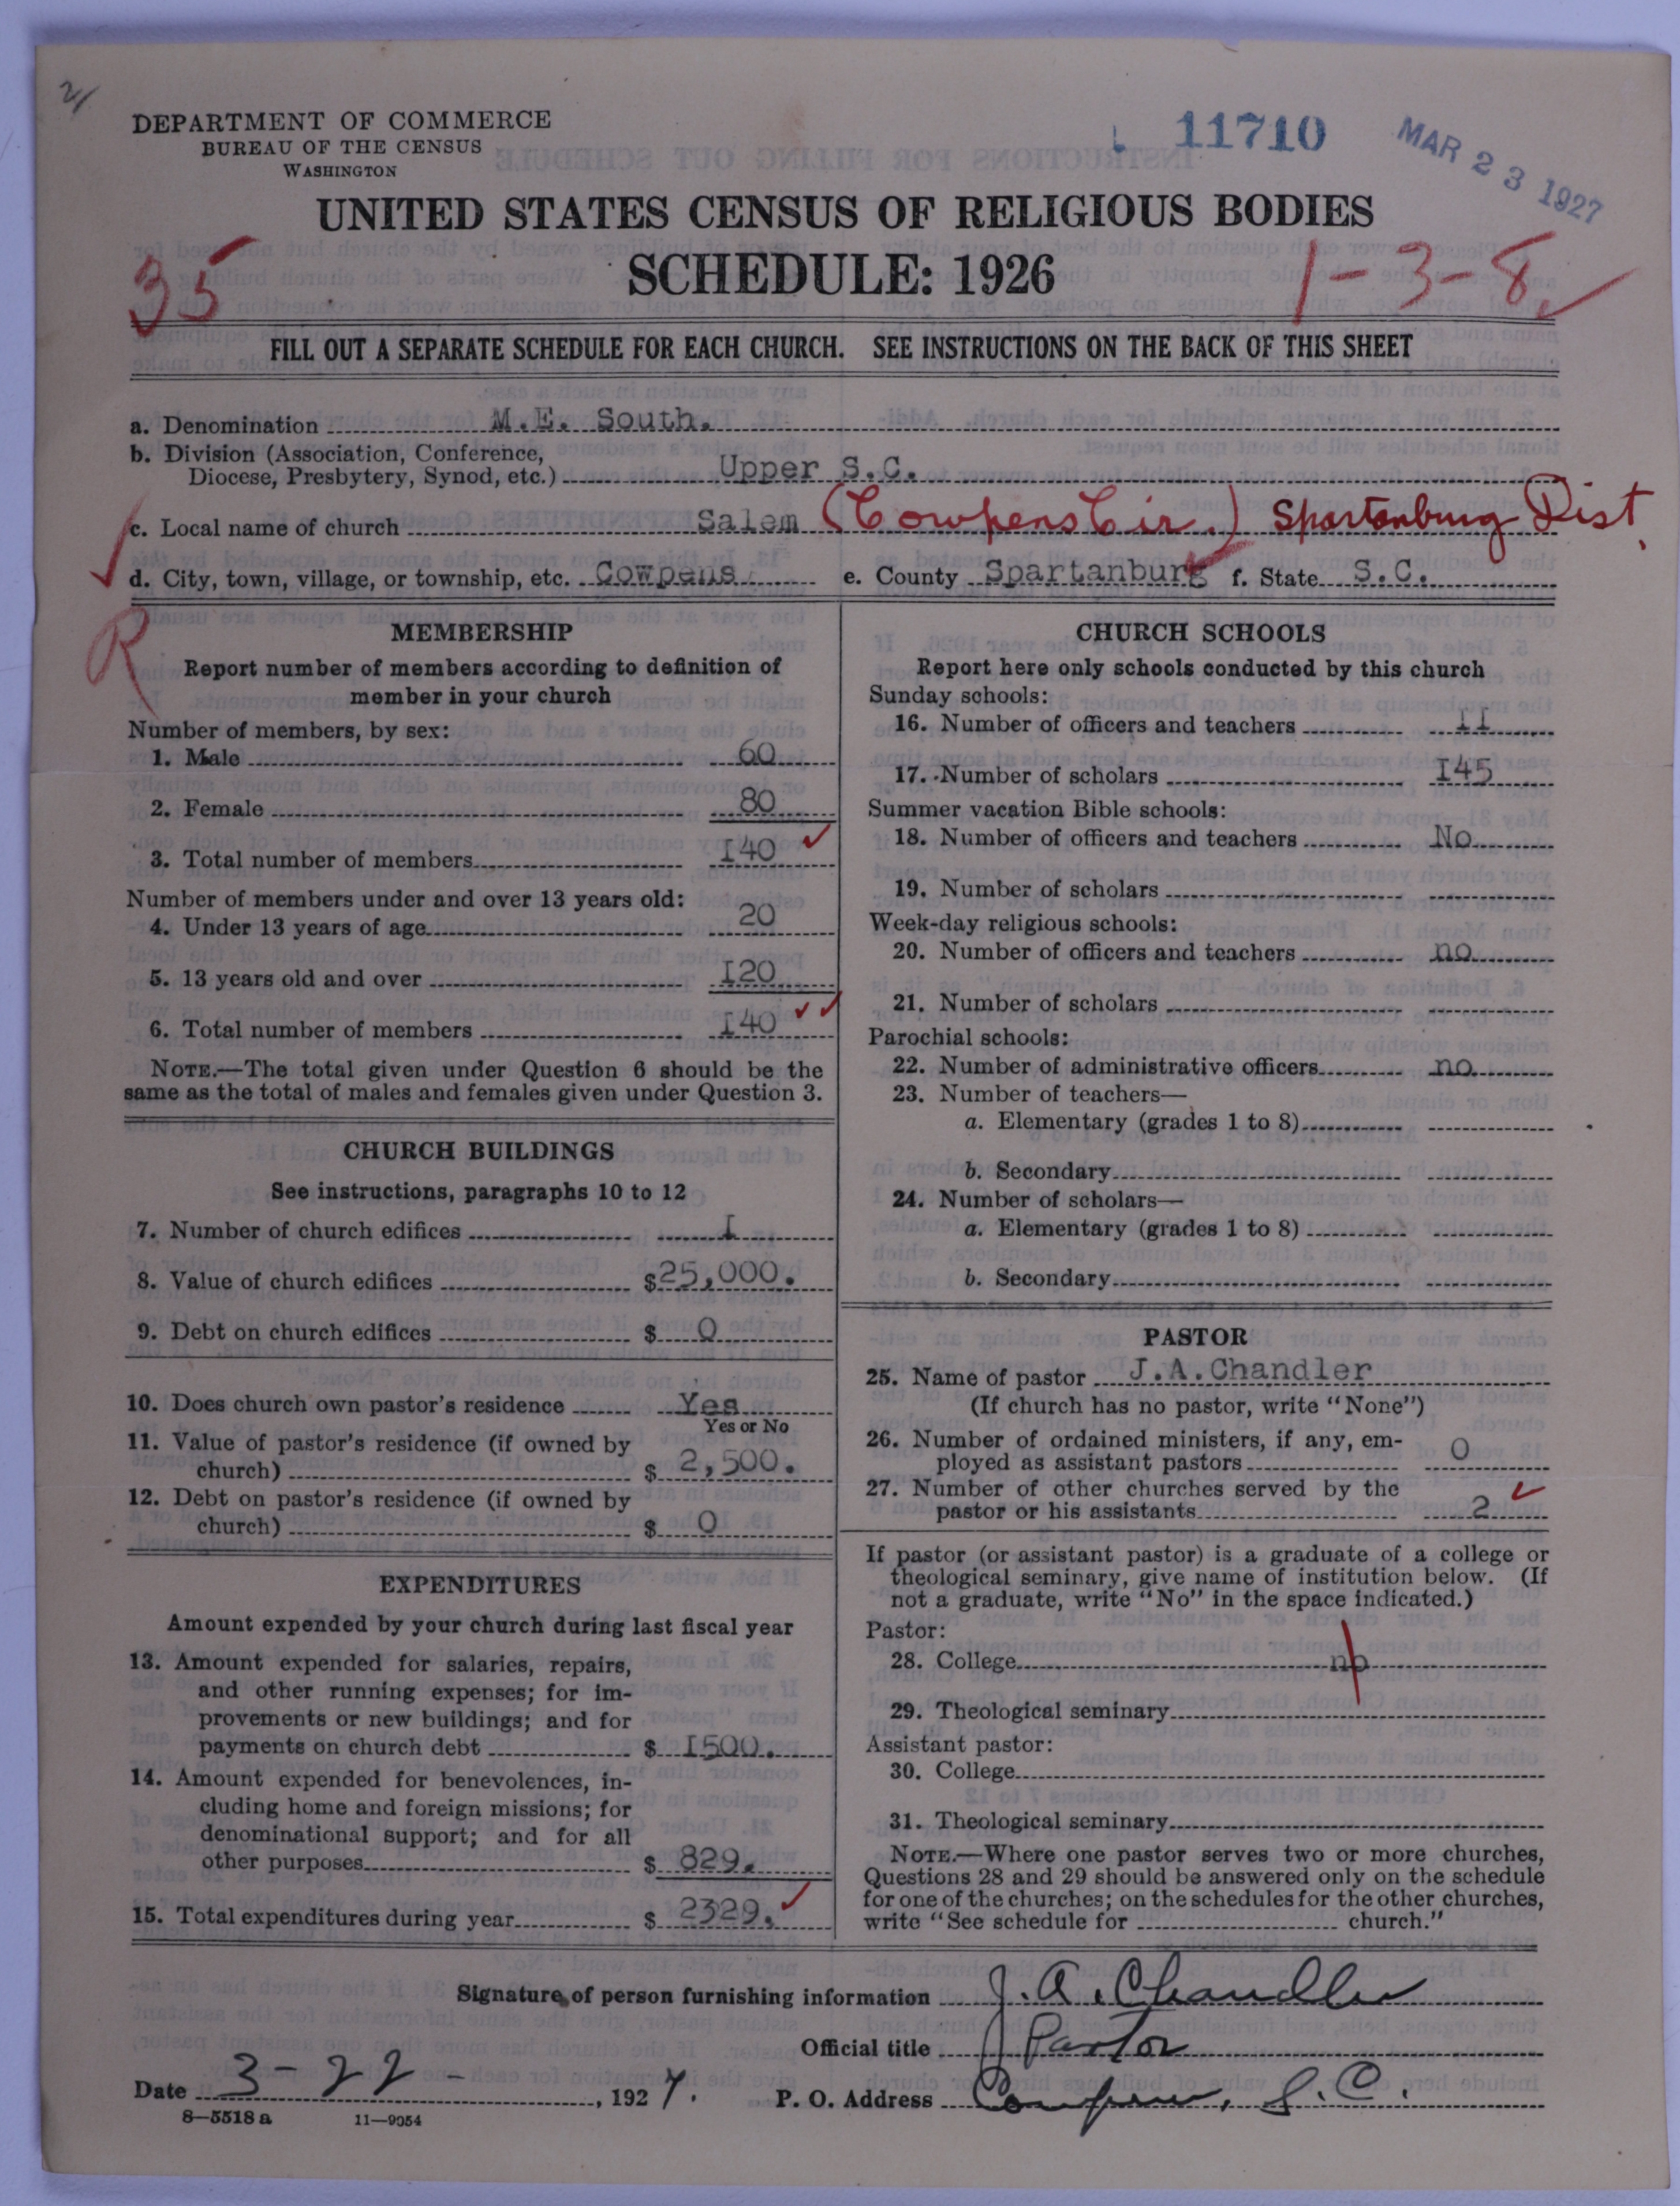 2/
DEPARTMENT OF COMMERCE
BUREAU OF THE CENSUS
WASHINGTON
11710
MAR 23 1927
UNITED STATES CENSUS OF RELIGIOUS BODIES
SCHEDULE: 1926
35
1-3-8
FILL OUT A SEPARATE SCHEDULE FOR EACH CHURCH. SEE INSTRUCTIONS ON THE BACK OF THIS SHEET
a. Denomination M.E. South.
b. Division (Association, Conference,
Diocese, Presbytery, Synod, etc.) Upper S.C.
c. Local name of church Salem (Cowpens Cir.) Spartanburg Dist.
d. City, town, village, or township, etc. Cowpens e. County Spartanburg f. State S.C.
R
MEMBERSHIP
Report number of members according to definition of
member in your church
Number of members, by sex:
1. Male 60
2. Female 80
3. Total number of members I40 ✓
Number of members under and over 13 years old:
4. Under 13 years of age 20
5. 13 years old and over I20
6. Total number of members I40 ✓✓
NOTE.—The total given under Question 6 should be the
same as the total of males and females given under Question 3.
CHURCH BUILDINGS
See instructions, paragraphs 10 to 12
7. Number of church edifices I
8. Value of church edifices $25,000.
9. Debt on church edifices $ 0
10. Does church own pastor's residence Yes
Yes or No
11. Value of pastor's residence (if owned by
church) $ 2,500.
12. Debt on pastor's residence (if owned by
church) $ 0
EXPENDITURES
Amount expended by your church during last fiscal year
13. Amount expended for salaries, repairs,
and other running expenses; for im-
provements or new buildings; and for
payments on church debt $ I500.
14. Amount expended for benevolences, in-
cluding home and foreign missions; for
denominational support; and for all
other purposes $ 829.
15. Total expenditures during year $ 2329. ✓
CHURCH SCHOOLS
Report here only schools conducted by this church
Sunday schools:
16. Number of officers and teachers II
17. Number of scholars I45
Summer vacation Bible schools:
18. Number of officers and teachers No
19. Number of scholars
Week-day religious schools:
20. Number of officers and teachers no
21. Number of scholars
Parochial schools:
22. Number of administrative officers no
23. Number of teachers—
a. Elementary (grades 1 to 8)
b. Secondary
24. Number of scholars—
a. Elementary (grades 1 to 8)
b. Secondary
PASTOR
25. Name of pastor J.A.Chandler
(If church has no pastor, write "None")
26. Number of ordained ministers, if any, em-
ployed as assistant pastors 0
27. Number of other churches served by the
pastor or his assistants 2 ✓
If pastor (or assistant pastor) is a graduate of a college or
theological seminary, give name of institution below. (If
not a graduate, write "No" in the space indicated.)
Pastor:
28. College no
29. Theological seminary
Assistant pastor:
30. College
31. Theological seminary
NOTE.—Where one pastor serves two or more churches,
Questions 28 and 29 should be answered only on the schedule
for one of the churches; on the schedules for the other churches,
write "See schedule for church."
Signature of person furnishing information J. A. Chandler
Official title Pastor
Date 3-22-, 1927. P. O. Address Cowpens, S.C.
8—5518 a 11—9054